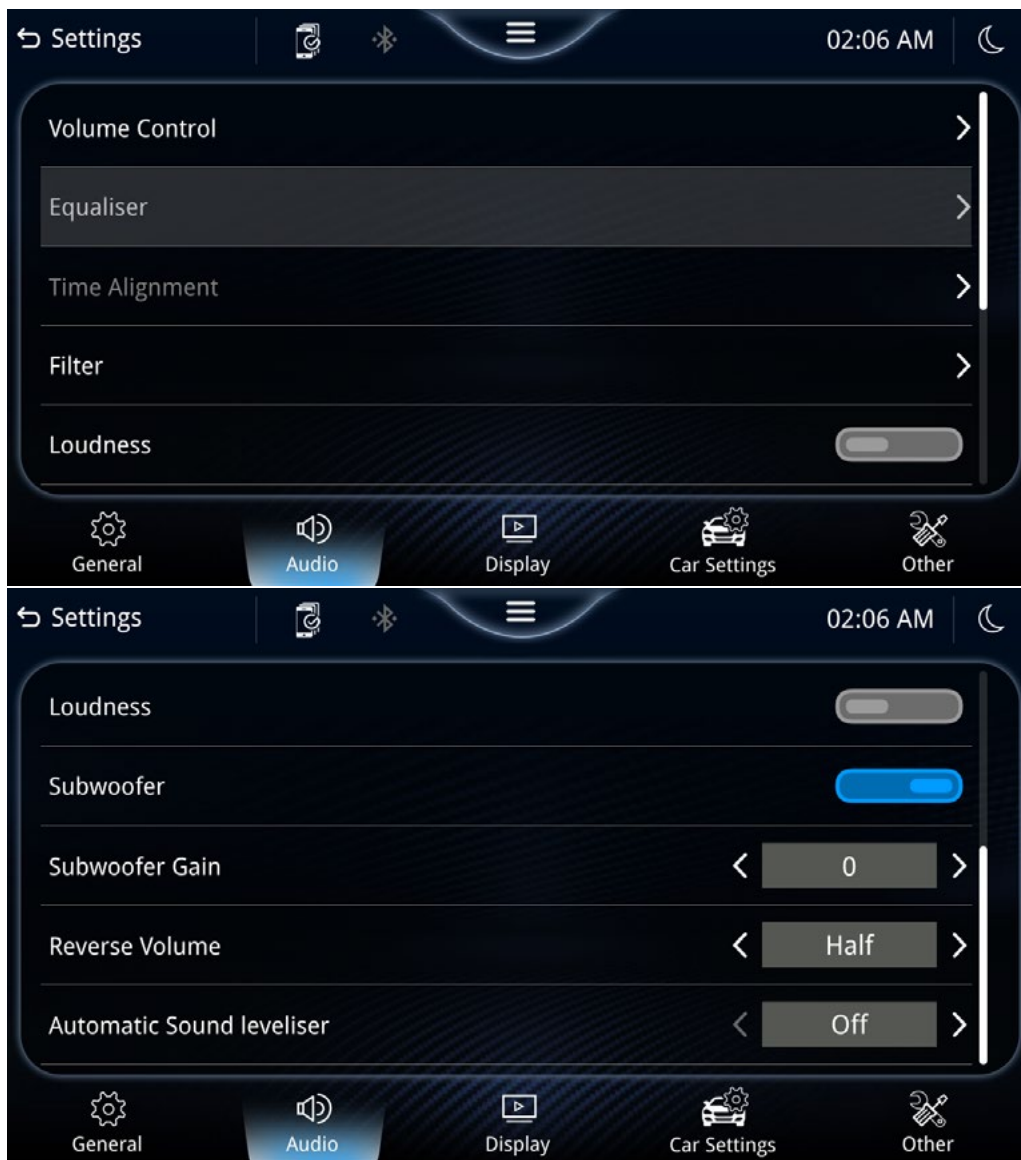 Settings 02:06 AM
Volume Control
Equaliser
Time Alignment
Filter
Loudness
General Audio Display Car Settings Other
Settings 02:06 AM
Loudness
Subwoofer
Subwoofer Gain 0
Reverse Volume Half
Automatic Sound leveliser Off
General Audio Display Car Settings Other